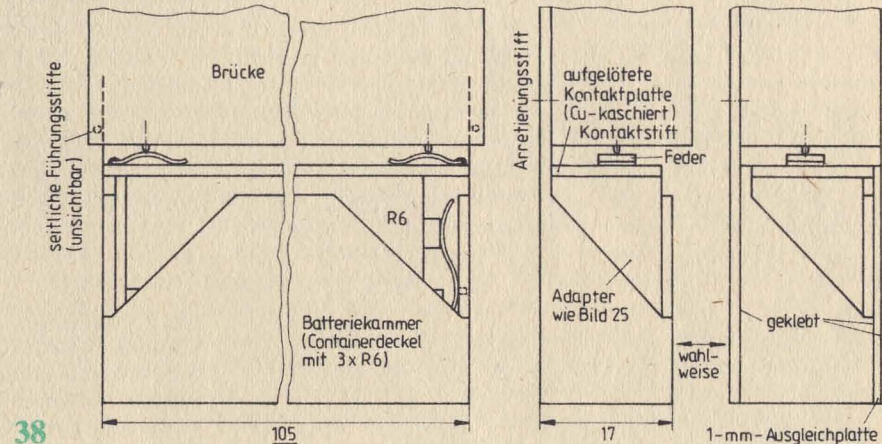 seitliche Führungsstifte
(unsichtbar)
Brücke
R6
Batteriekammer
(Containerdeckel
mit 3x R6)
105
Arretierungsstift
aufgelötete
Kontaktplatte
(Cu-kaschiert)
Kontaktstift
Feder
Adapter
wie Bild 25
17
wahl-
weise
geklebt
1-mm-Ausgleichplatte
38